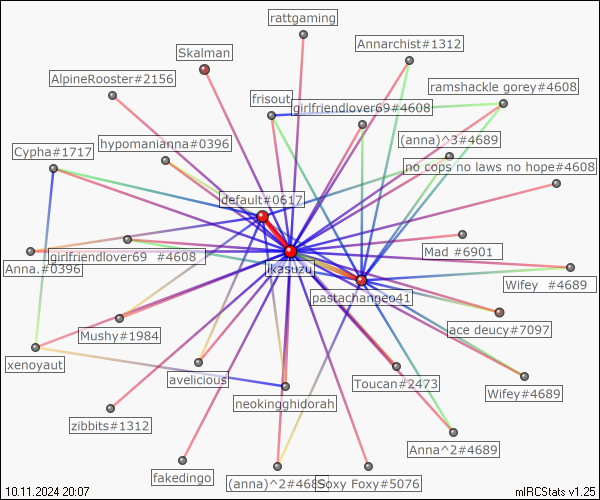 rattgaming
Annarchist#1312
Skalman
AlpineRooster#2156
ramshackle gorey#4608
frisout
girlfriendlover69#4608
hypomanianna#0396
(anna)^3#4689
Cypha#1717
no cops no laws no hope#4608
default#0617
Mad #6901
girlfriendlover69 #4608
Anna.#0396
ikasuzu
Wifey #4689
pastachangeo41
Mushy#1984
ace deucy#7097
xenoyaut
avelicious
Toucan#2473
Wifey#4689
neokingghidorah
zibbits#1312
Anna^2#4689
fakedingo
(anna)^2#4689
Soxy Foxy#5076
10.11.2024 20:07
mIRCStats v1.25